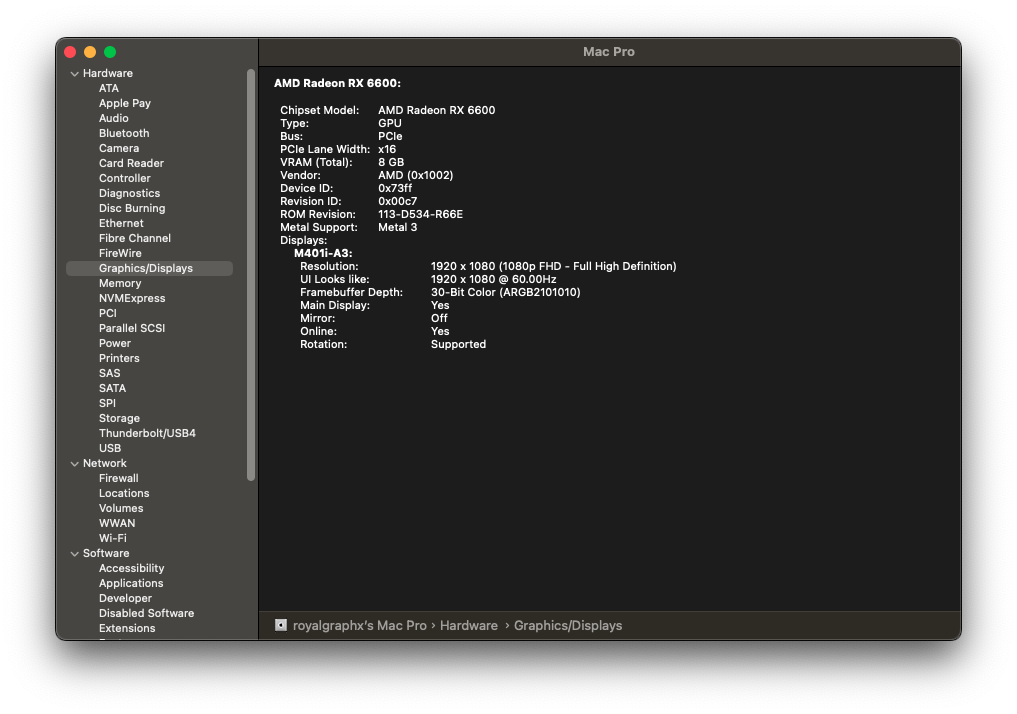 Mac Pro
Hardware
ATA
Apple Pay
Audio
Bluetooth
Camera
Card Reader
Controller
Diagnostics
Disc Burning
Ethernet
Fibre Channel
FireWire
Graphics/Displays
Memory
NVMExpress
PCI
Parallel SCSI
Power
Printers
SAS
SATA
SPI
Storage
Thunderbolt/USB4
USB
Network
Firewall
Locations
Volumes
WWAN
Wi-Fi
Software
Accessibility
Applications
Developer
Disabled Software
Extensions
AMD Radeon RX 6600:
Chipset Model: AMD Radeon RX 6600
Type: GPU
Bus: PCIe
PCIe Lane Width: x16
VRAM (Total): 8 GB
Vendor: AMD (0x1002)
Device ID: 0x73ff
Revision ID: 0x00c7
ROM Revision: 113-D534-R66E
Metal Support: Metal 3
Displays:
M401i-A3:
Resolution: 1920 x 1080 (1080p FHD - Full High Definition)
UI Looks like: 1920 x 1080 @ 60.00Hz
Framebuffer Depth: 30-Bit Color (ARGB2101010)
Main Display: Yes
Mirror: Off
Online: Yes
Rotation: Supported
royalgraphx's Mac Pro › Hardware › Graphics/Displays